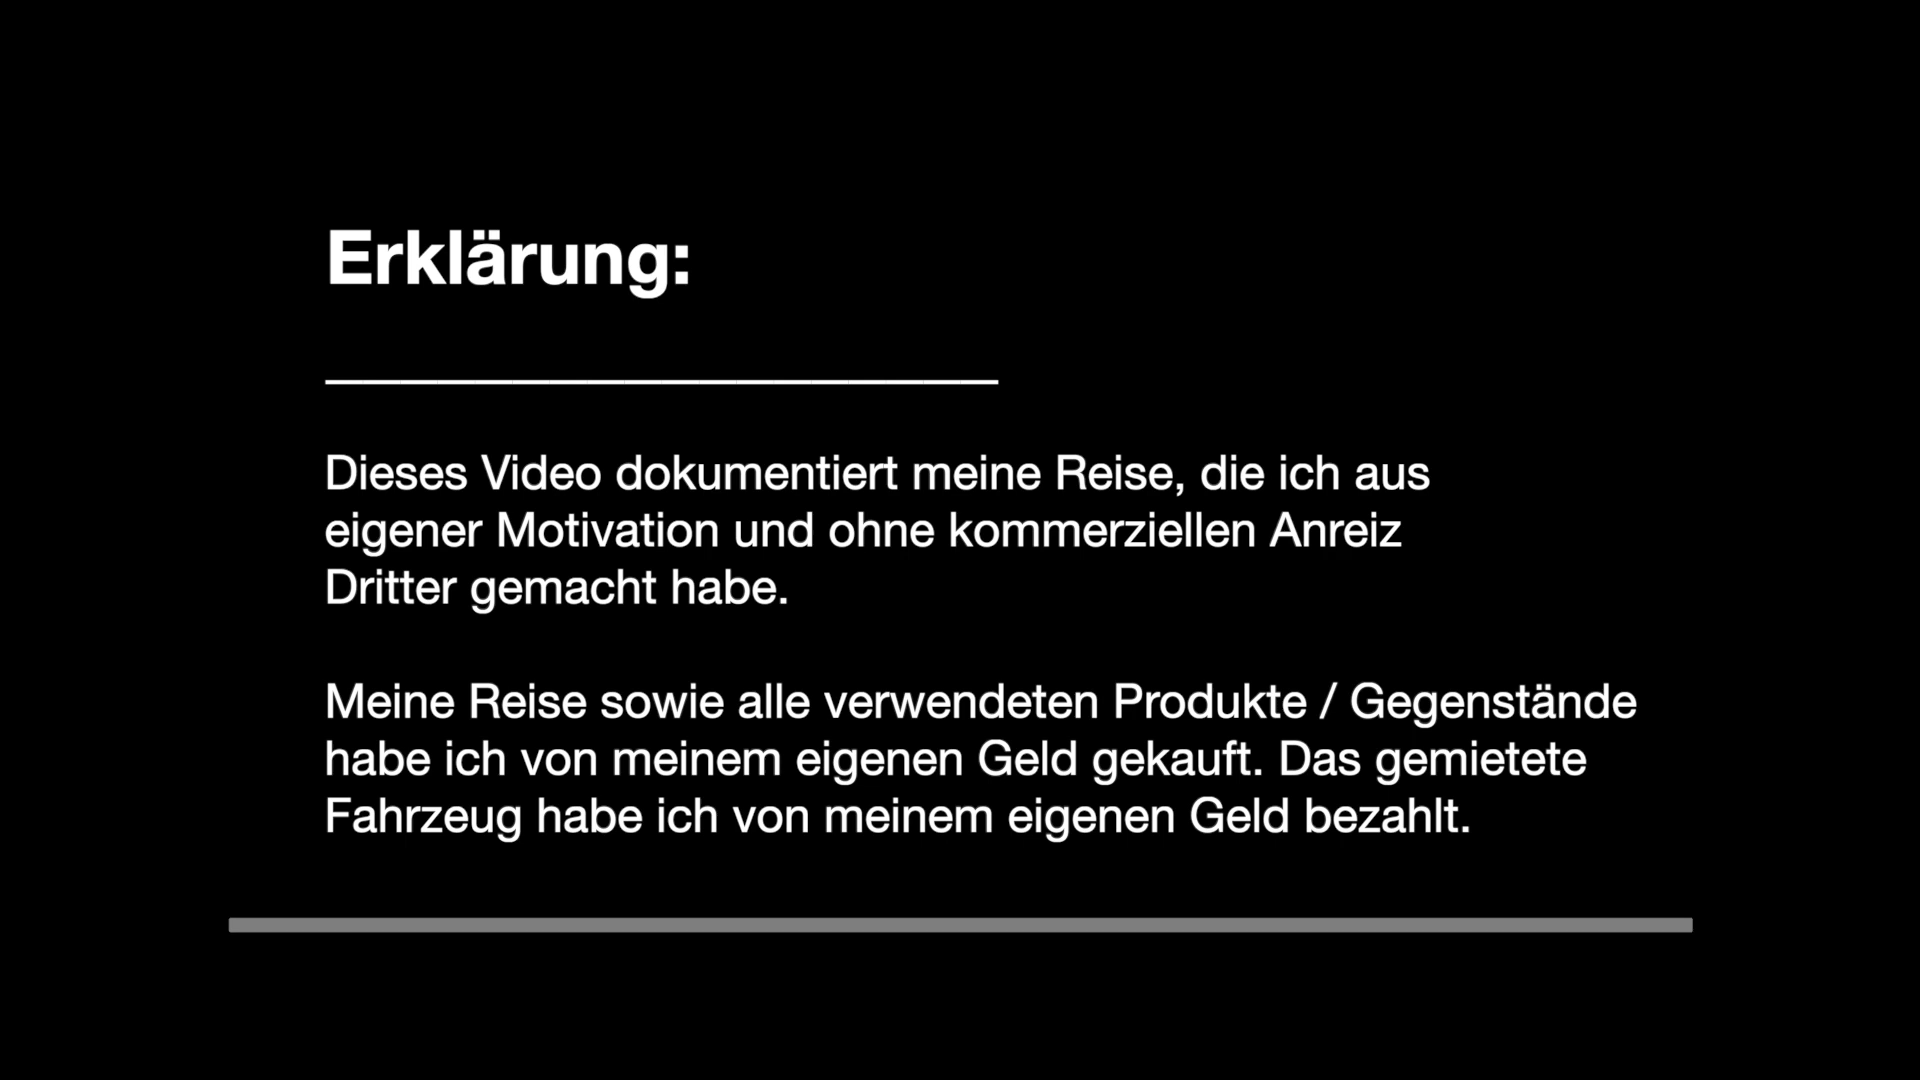 Erklärung:
Dieses Video dokumentiert meine Reise, die ich aus
eigener Motivation und ohne kommerziellen Anreiz
Dritter gemacht habe.
Meine Reise sowie alle verwendeten Produkte / Gegenstände
habe ich von meinem eigenen Geld gekauft. Das gemietete
Fahrzeug habe ich von meinem eigenen Geld bezahlt.